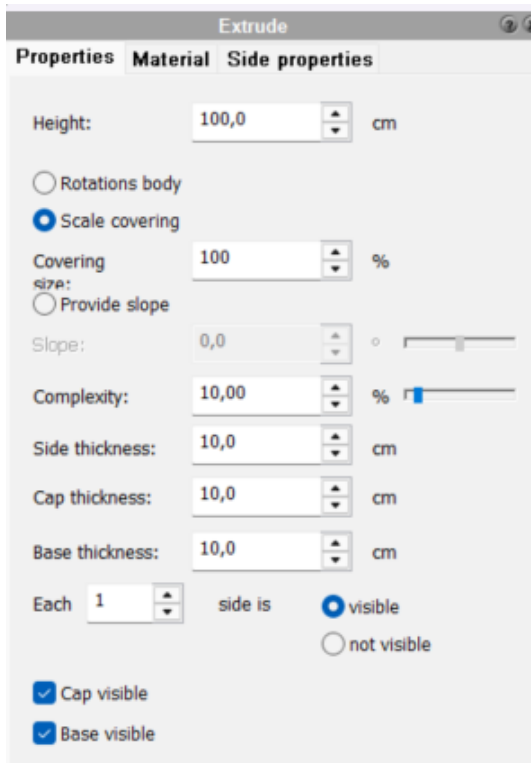 Extrude
Properties Material Side properties
Height: 100,0 cm
Rotations body
Scale covering
Covering size: 100 %
Provide slope
Slope: 0,0 °
Complexity: 10,00 %
Side thickness: 10,0 cm
Cap thickness: 10,0 cm
Base thickness: 10,0 cm
Each 1 side is visible
not visible
Cap visible
Base visible